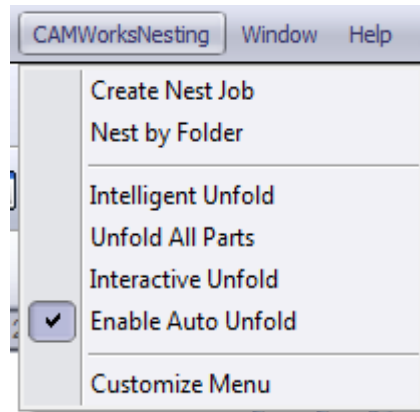 CAMWorksNesting Window Help
Create Nest Job
Nest by Folder
Intelligent Unfold
Unfold All Parts
Interactive Unfold
Enable Auto Unfold
Customize Menu